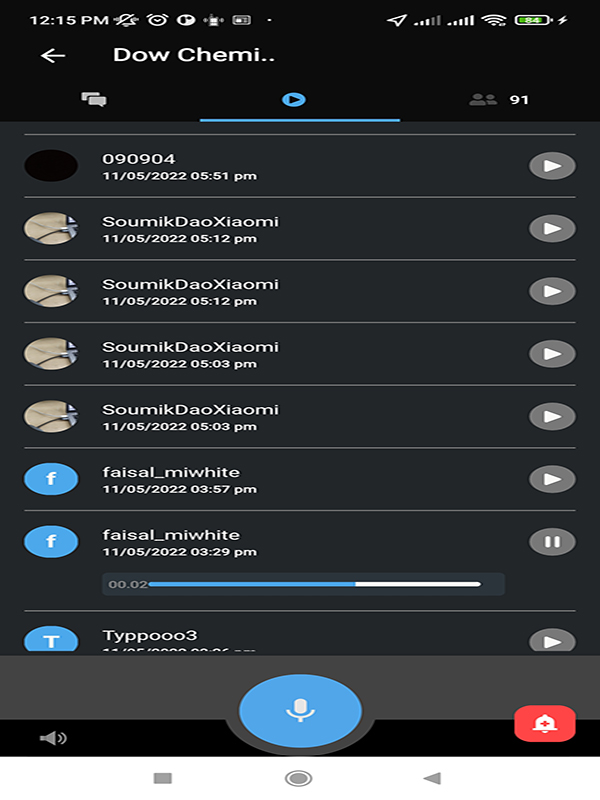 12:15 PM
84
Dow Chemi..
91
090904
11/05/2022 05:51 pm
SoumikDaoXiaomi
11/05/2022 05:12 pm
SoumikDaoXiaomi
11/05/2022 05:12 pm
SoumikDaoXiaomi
11/05/2022 05:03 pm
SoumikDaoXiaomi
11/05/2022 05:03 pm
f
faisal_miwhite
11/05/2022 03:57 pm
f
faisal_miwhite
11/05/2022 03:29 pm
00.02
T
Typpooo3